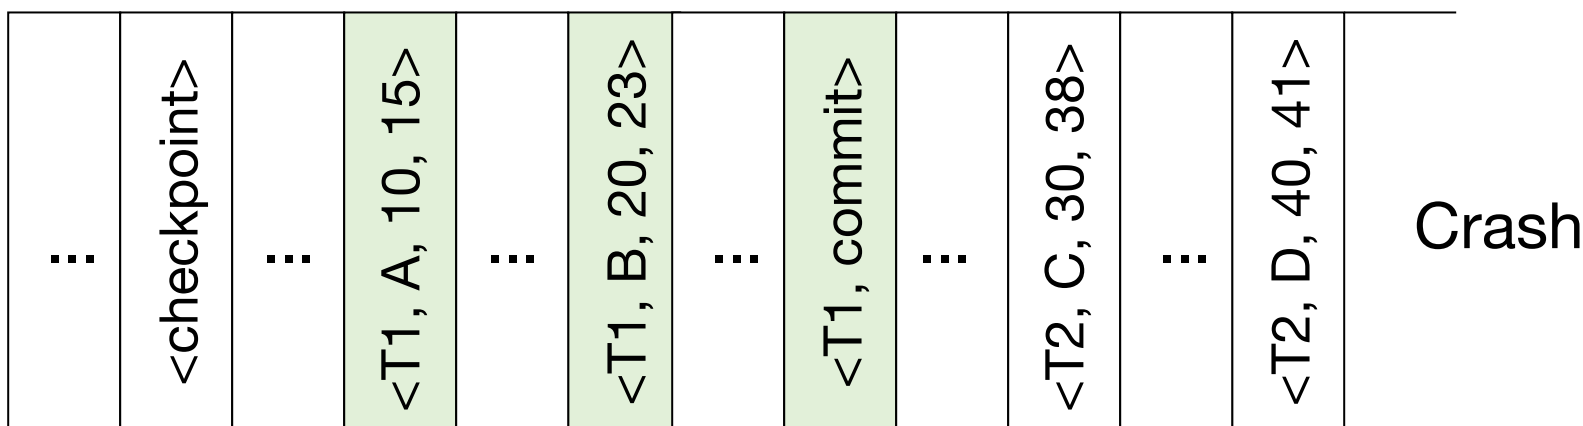 ...
<checkpoint>
...
<T1, A, 10, 15>
...
<T1, B, 20, 23>
...
<T1, commit>
...
<T2, C, 30, 38>
...
<T2, D, 40, 41>
Crash